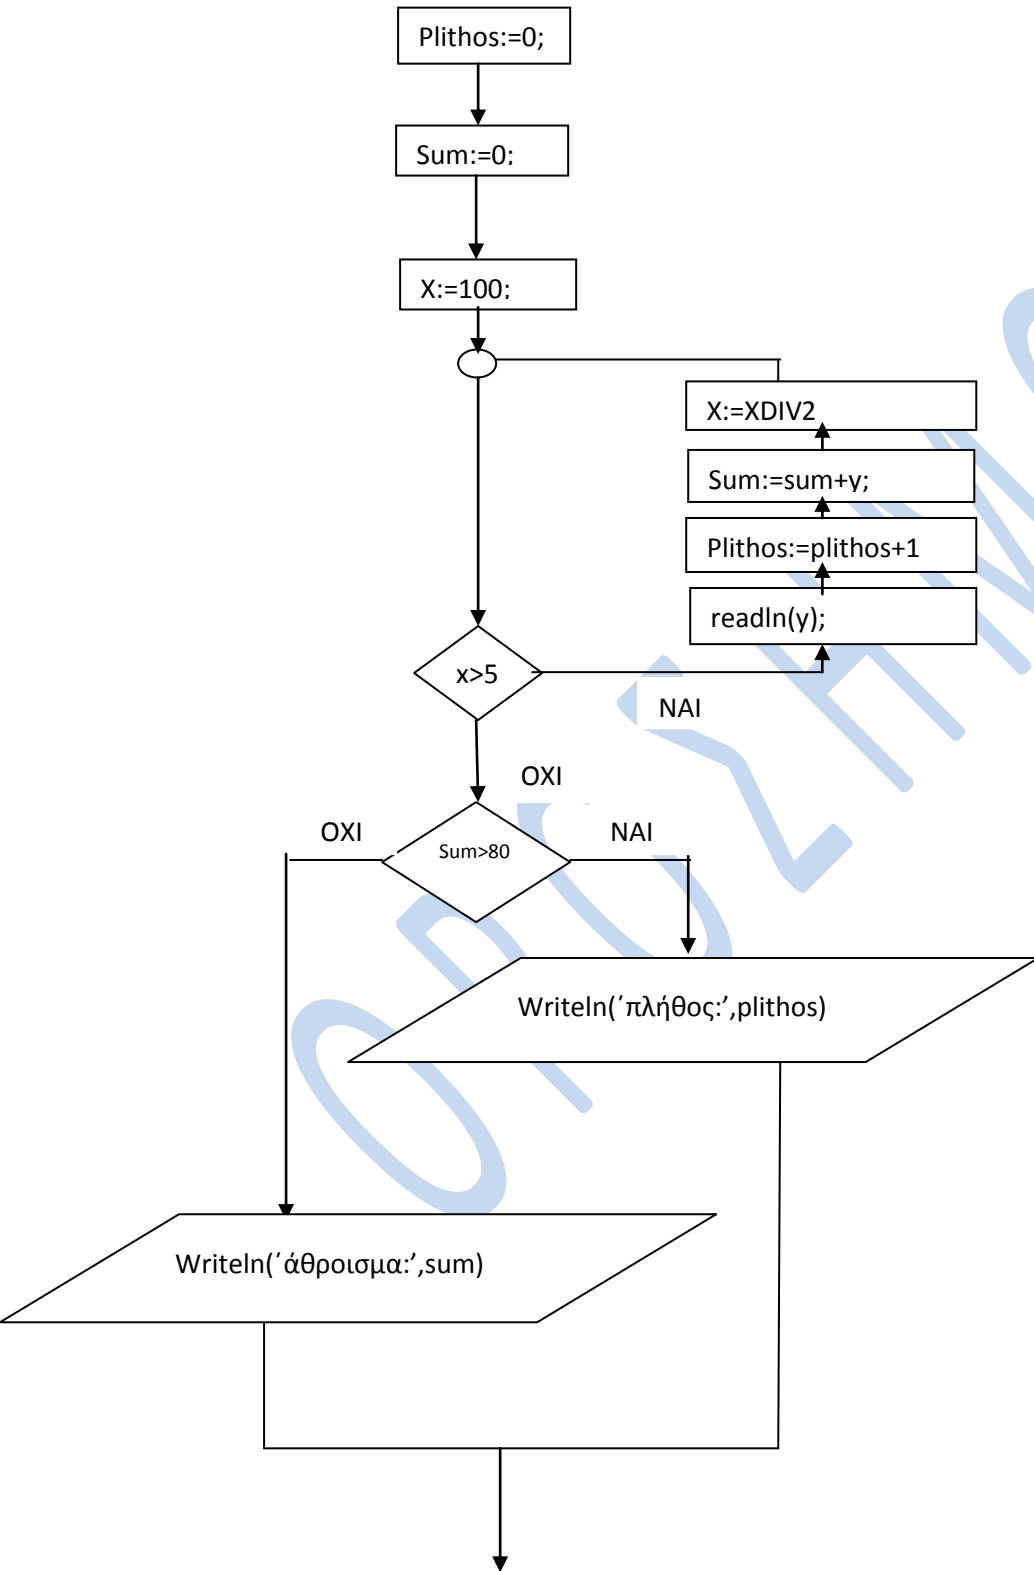 Plithos:=0;
Sum:=0;
X:=100;
X:=XDIV2
Sum:=sum+y;
Plithos:=plithos+1
readln(y);
x>5
ΝΑΙ
ΟΧΙ
ΟΧΙ
Sum>80
ΝΑΙ
Writeln(΄πλήθος:’,plithos)
Writeln(΄άθροισμα:’,sum)
ΟΡΟΣΗΜΟ